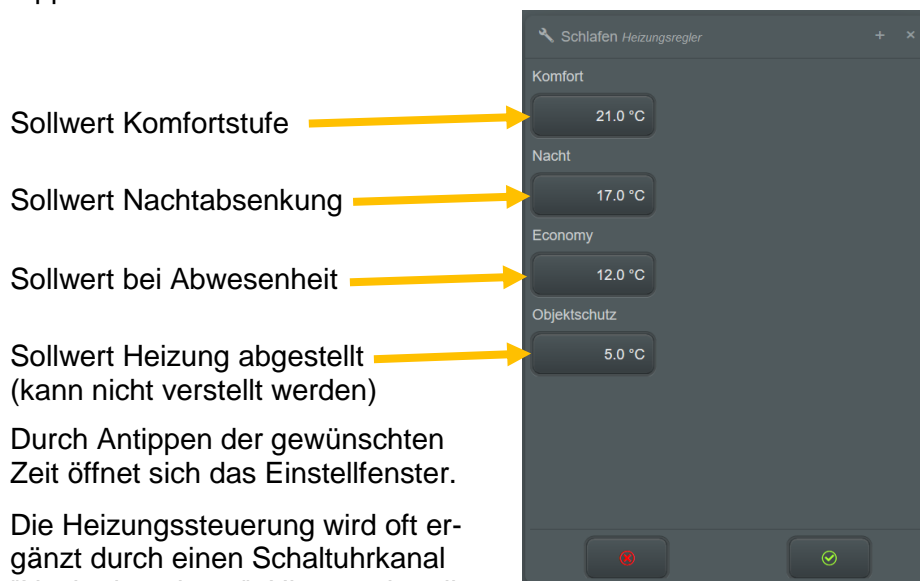 Schlafen Heizungsregler + ×
Komfort
Sollwert Komfortstufe
21.0 °C
Nacht
Sollwert Nachtabsenkung
17.0 °C
Economy
Sollwert bei Abwesenheit
12.0 °C
Objektschutz
Sollwert Heizung abgestellt
5.0 °C
(kann nicht verstellt werden)
Durch Antippen der gewünschten
Zeit öffnet sich das Einstellfenster.
Die Heizungssteuerung wird oft er-
gänzt durch einen Schaltuhrkanal